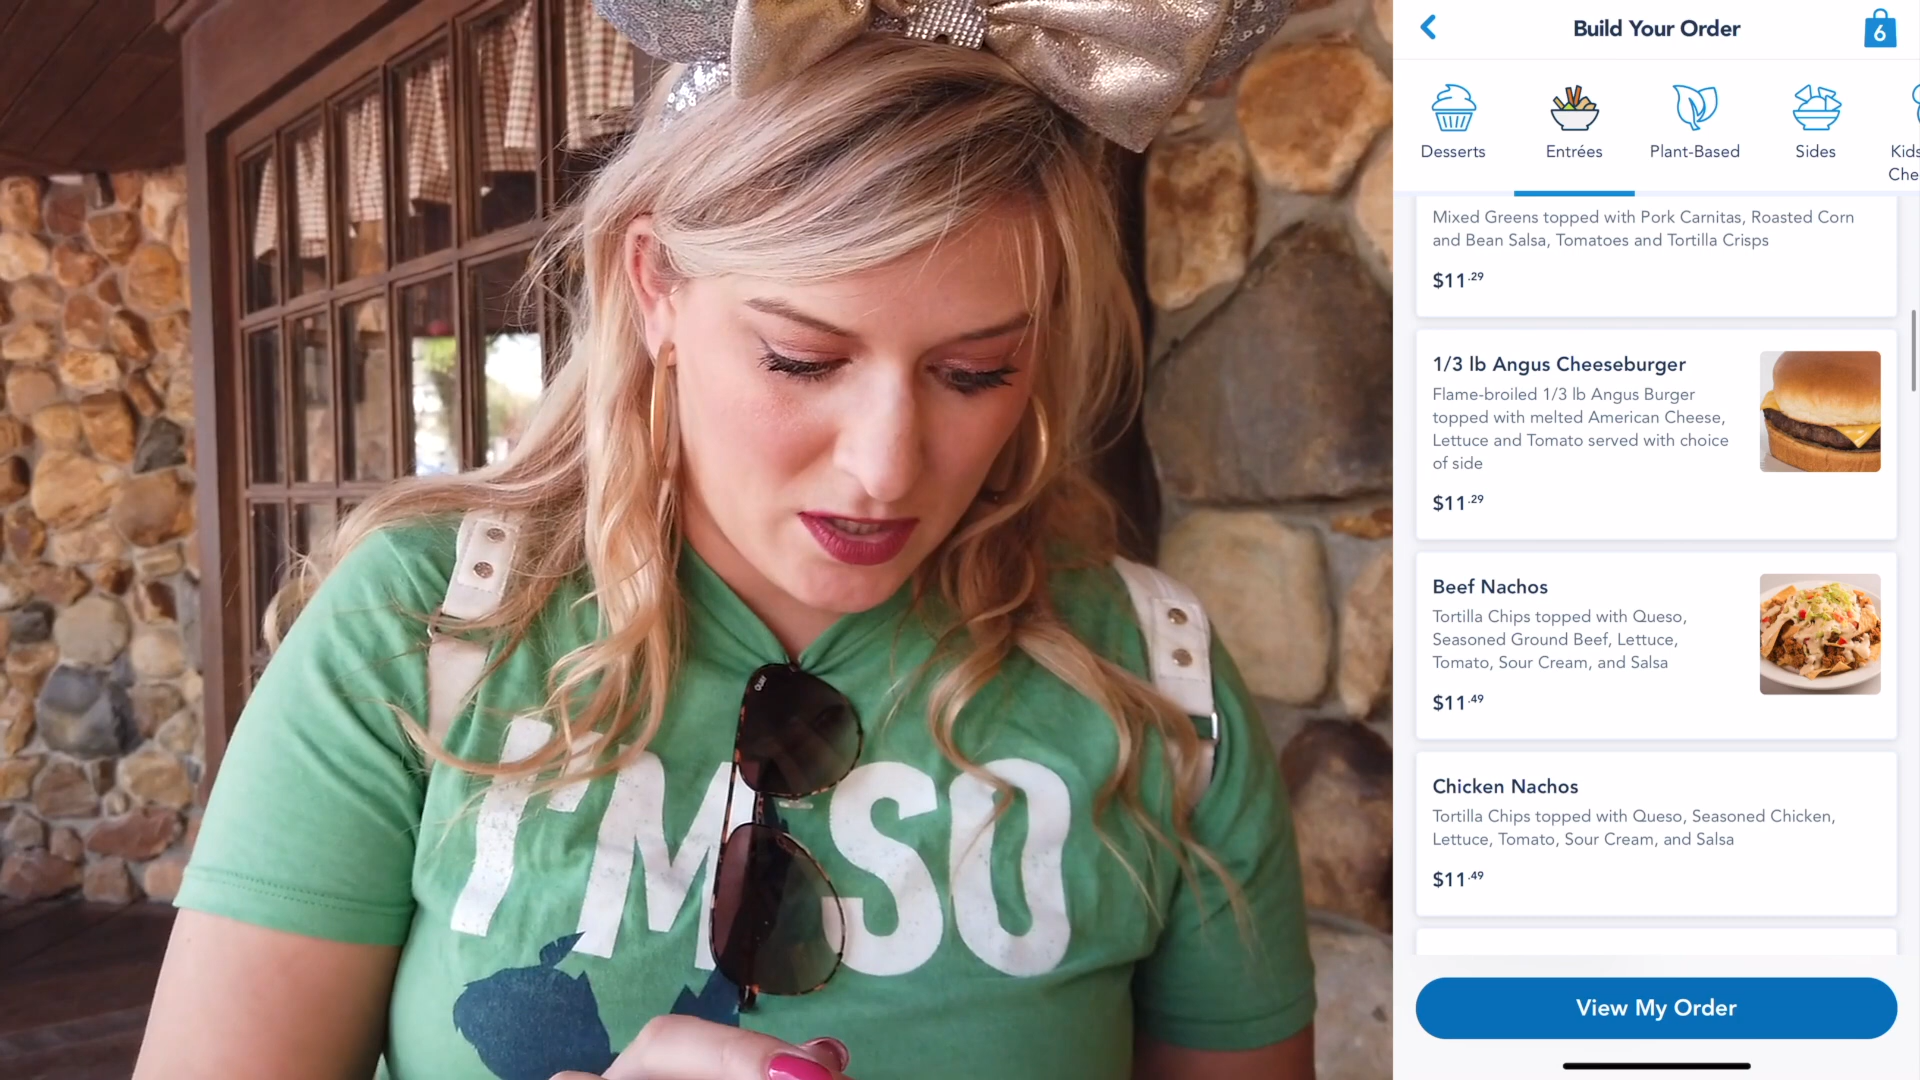 I'M SO
QUAY
Build Your Order
6
Desserts
Entrées
Plant-Based
Sides
Kids
Che
Mixed Greens topped with Pork Carnitas, Roasted Corn
and Bean Salsa, Tomatoes and Tortilla Crisps
$11.29
1/3 lb Angus Cheeseburger
Flame-broiled 1/3 lb Angus Burger
topped with melted American Cheese,
Lettuce and Tomato served with choice
of side
$11.29
Beef Nachos
Tortilla Chips topped with Queso,
Seasoned Ground Beef, Lettuce,
Tomato, Sour Cream, and Salsa
$11.49
Chicken Nachos
Tortilla Chips topped with Queso, Seasoned Chicken,
Lettuce, Tomato, Sour Cream, and Salsa
$11.49
View My Order